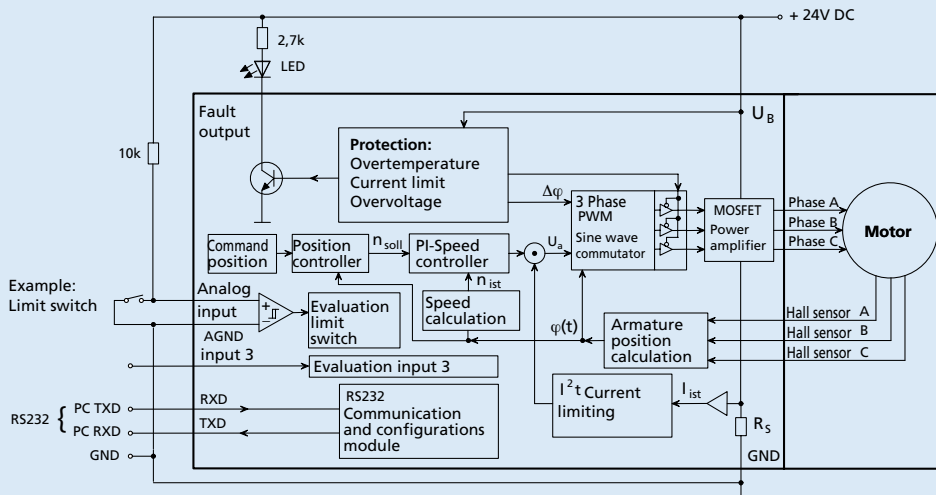 + 24V DC
2,7k
LED
Fault
output
U_B
10k
Protection:
Overtemperature
Current limit
Overvoltage
Δφ
3 Phase
PWM
Sine wave
commutator
MOSFET
Power
amplifier
Phase A
Phase B
Phase C
Motor
Command
position
Position
controller
n_soll
PI-Speed
controller
U_a
n_ist
Example:
Limit switch
Analog
input
AGND
Evaluation
limit
switch
Speed
calculation
φ(t)
Armature
position
calculation
Hall sensor A
Hall sensor B
Hall sensor C
input 3
Evaluation input 3
I²t Current
limiting
I_ist
R_S
RS232
PC TXD
PC RXD
GND
RXD
TXD
RS232
Communication
and configurations
module
GND